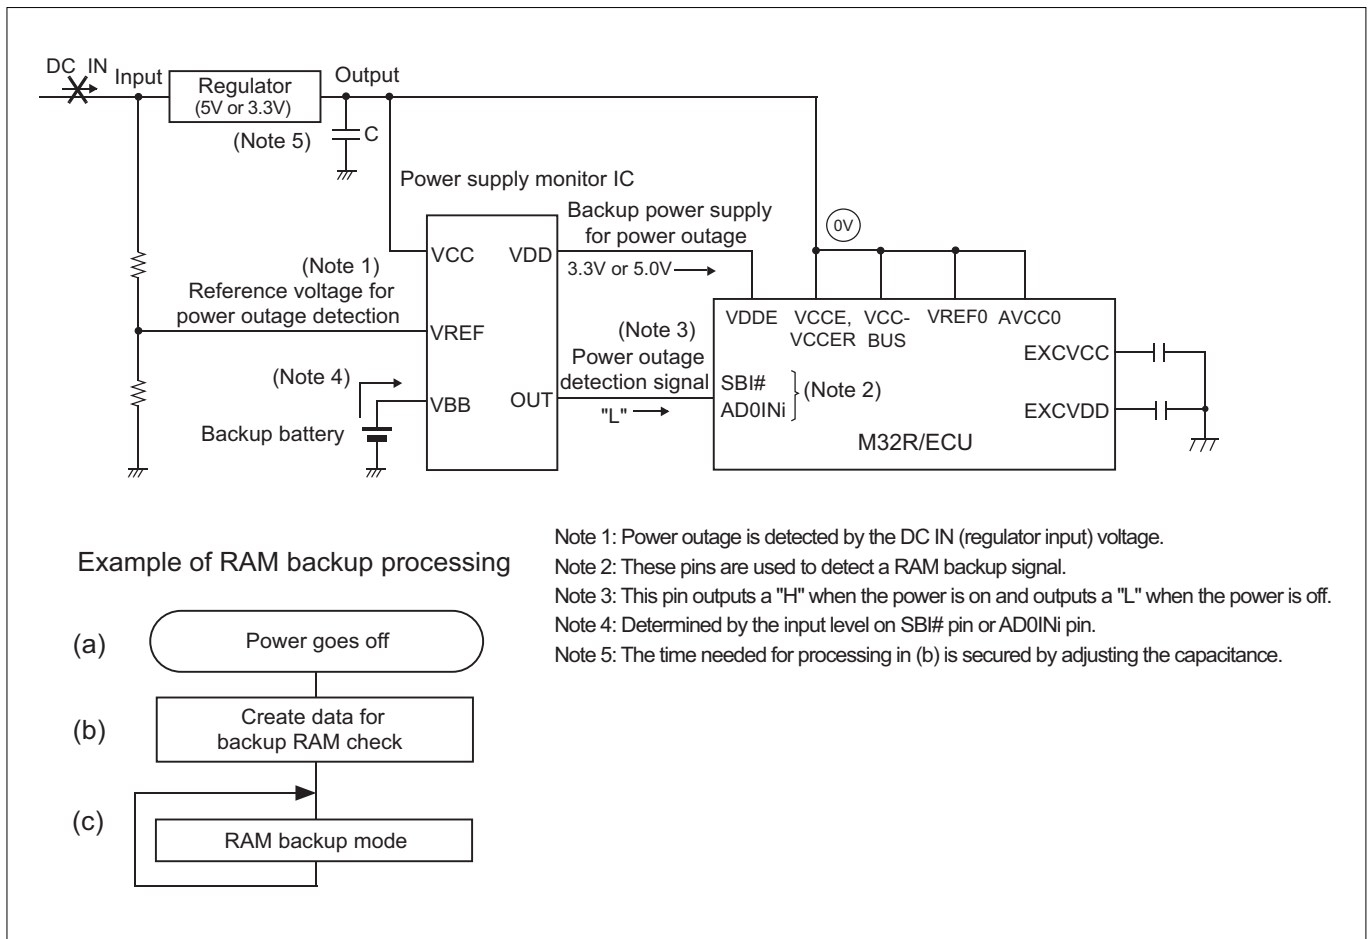 DC IN
Input
Regulator
(5V or 3.3V)
Output
(Note 5)
C
Power supply monitor IC
Backup power supply
for power outage
0V
(Note 1)
Reference voltage for
power outage detection
VCC
VDD
3.3V or 5.0V
VREF
(Note 3)
Power outage
detection signal
VDDE
VCCE,
VCCER
VCC-
BUS
VREF0
AVCC0
EXCVCC
(Note 4)
VBB
OUT
"L"
SBI#
AD0INi
(Note 2)
EXCVDD
Backup battery
M32R/ECU
Note 1: Power outage is detected by the DC IN (regulator input) voltage.
Note 2: These pins are used to detect a RAM backup signal.
Note 3: This pin outputs a "H" when the power is on and outputs a "L" when the power is off.
Note 4: Determined by the input level on SBI# pin or AD0INi pin.
Note 5: The time needed for processing in (b) is secured by adjusting the capacitance.
Example of RAM backup processing
(a)
Power goes off
(b)
Create data for
backup RAM check
(c)
RAM backup mode